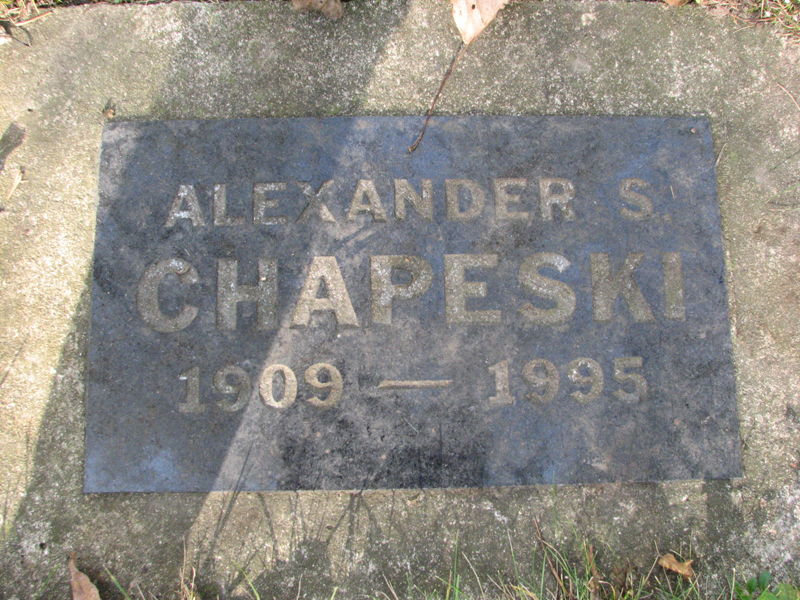 ALEXANDER S.
CHAPESKI
1909 — 1995